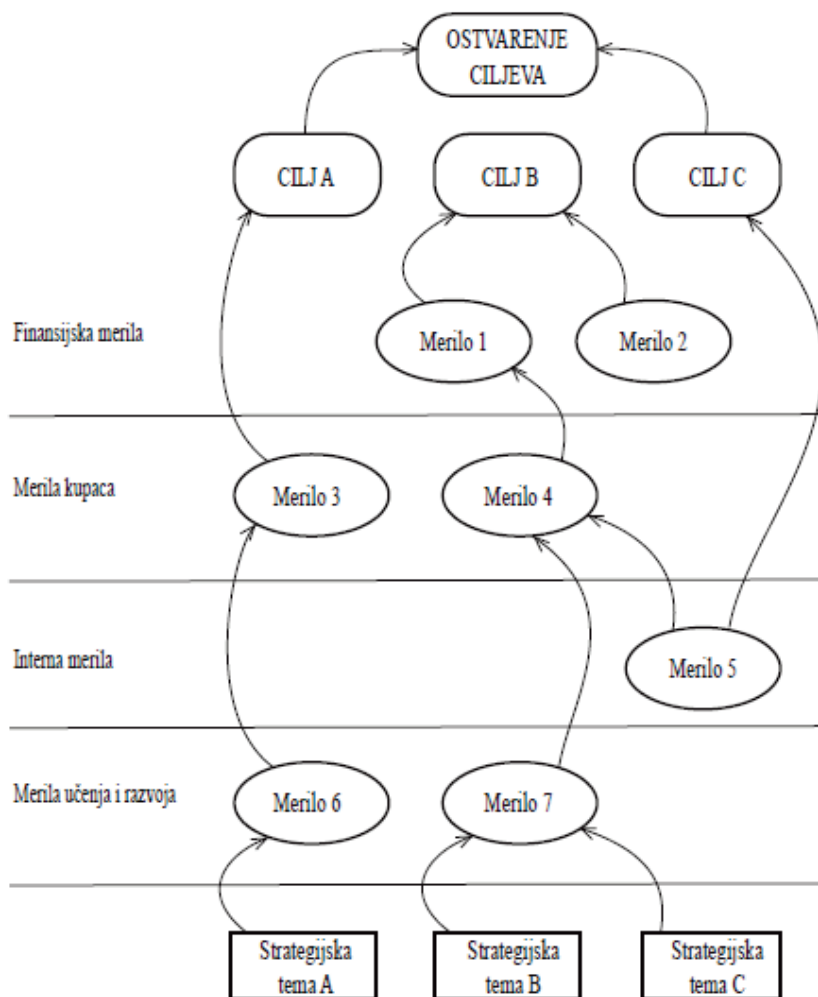 OSTVARENJE
CILJEVA
CILJ A
CILJ B
CILJ C
Finansijska merila
Merilo 1
Merilo 2
Merila kupaca
Merilo 3
Merilo 4
Interna merila
Merilo 5
Merila učenja i razvoja
Merilo 6
Merilo 7
Strategijska
tema A
Strategijska
tema B
Strategijska
tema C